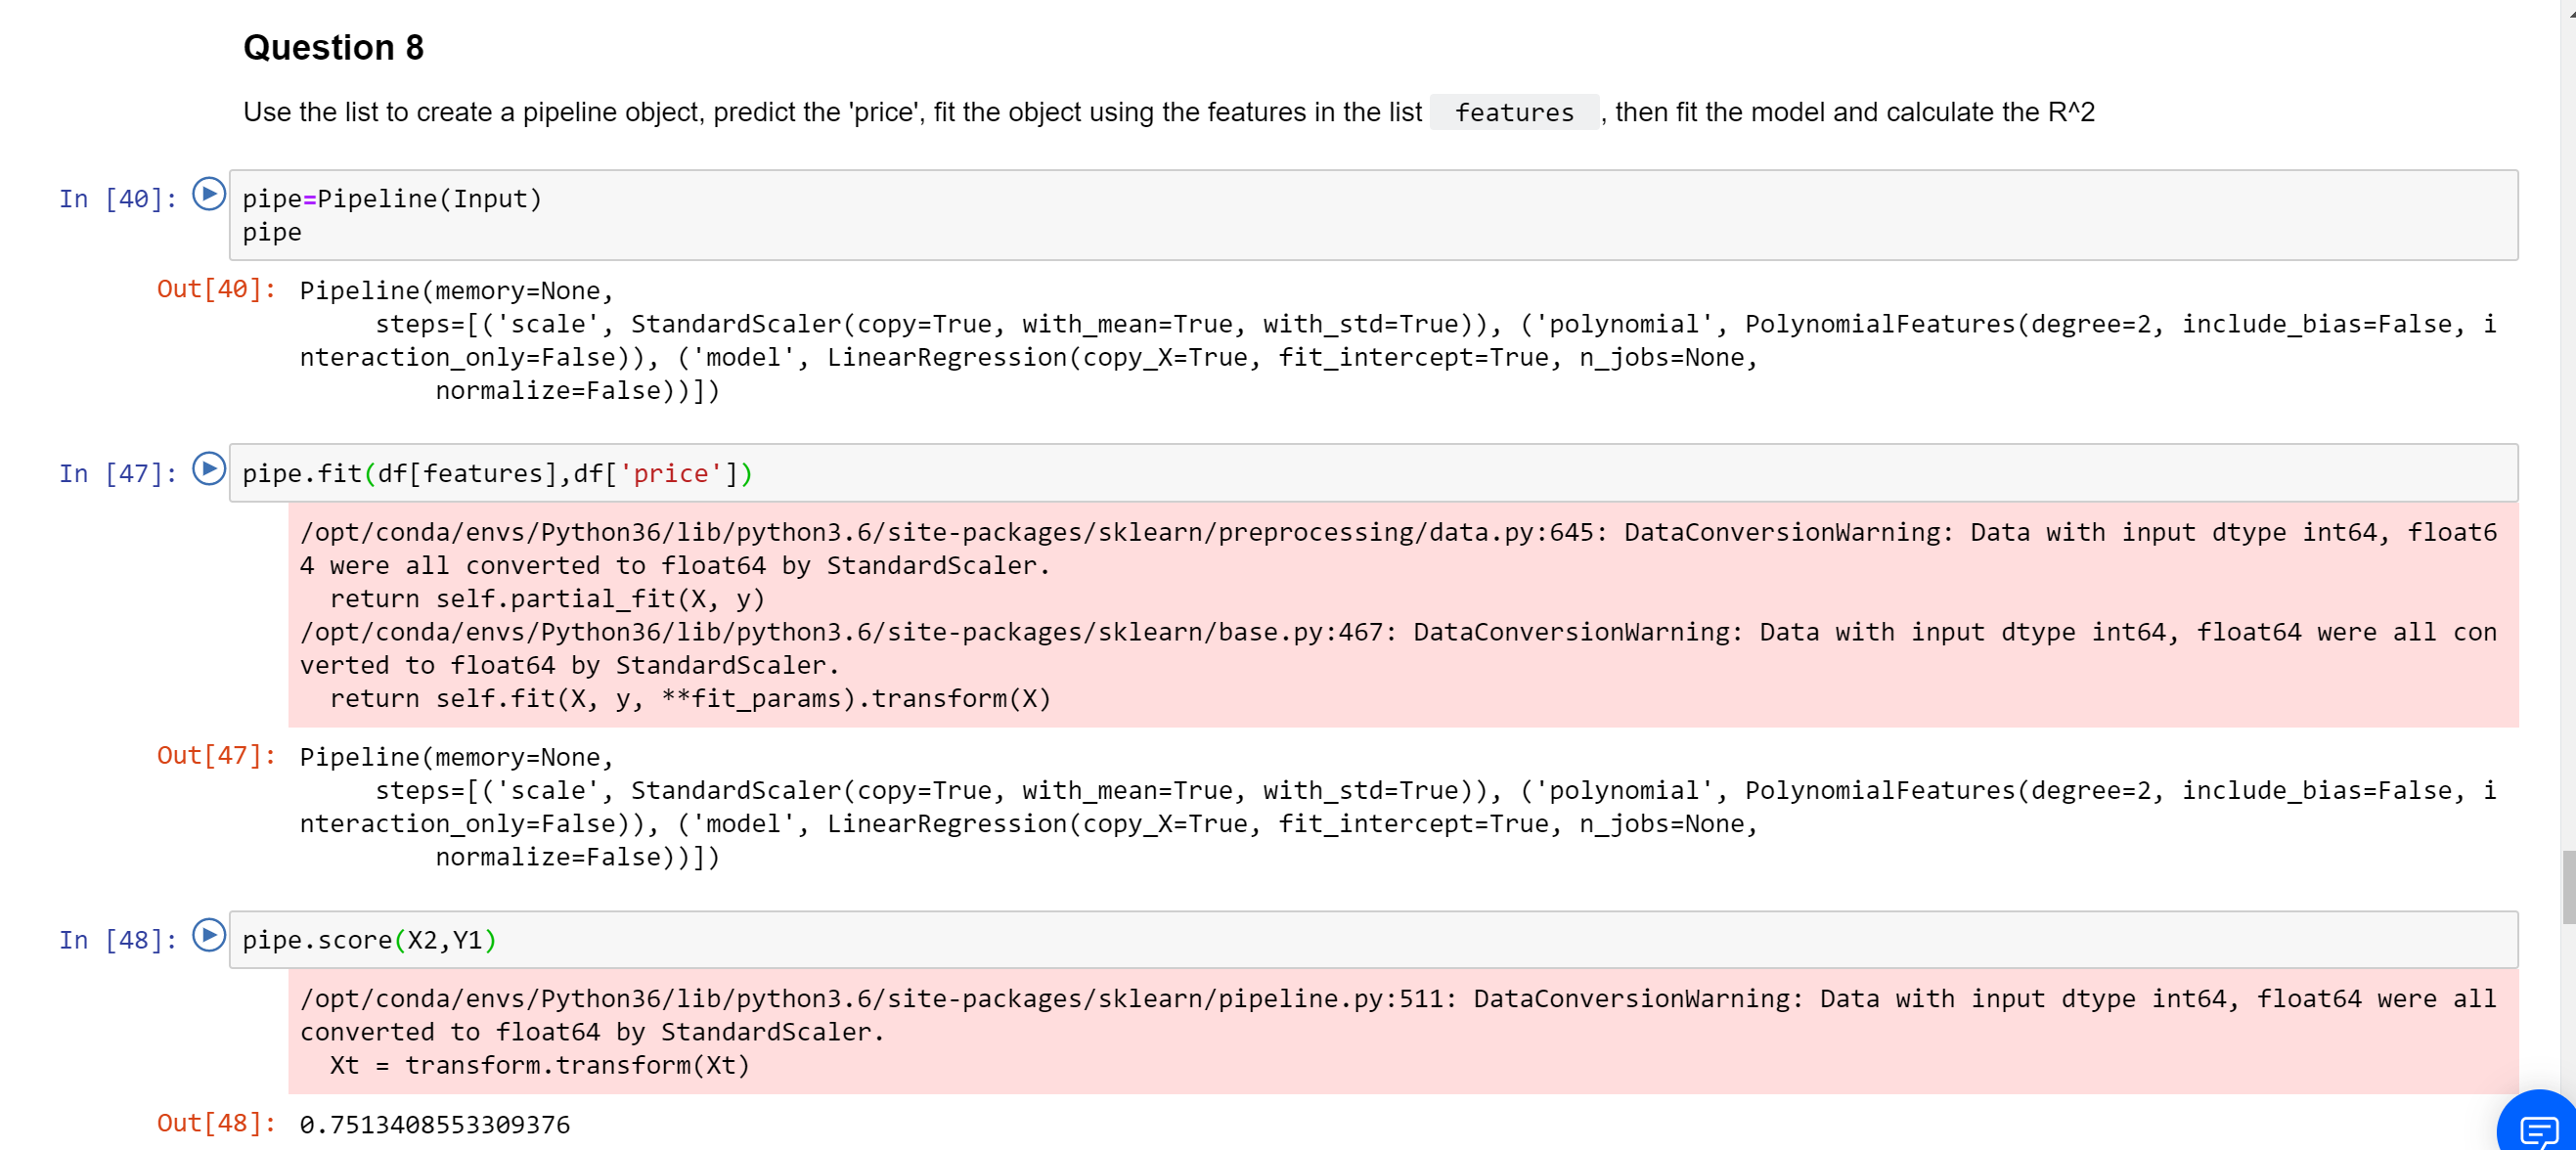 Question 8
Use the list to create a pipeline object, predict the 'price', fit the object using the features in the list features , then fit the model and calculate the R^2
In [40]: pipe=Pipeline(Input)
pipe
Out[40]: Pipeline(memory=None,
steps=[('scale', StandardScaler(copy=True, with_mean=True, with_std=True)), ('polynomial', PolynomialFeatures(degree=2, include_bias=False, i
nteraction_only=False)), ('model', LinearRegression(copy_X=True, fit_intercept=True, n_jobs=None,
normalize=False))])
In [47]: pipe.fit(df[features],df['price'])
/opt/conda/envs/Python36/lib/python3.6/site-packages/sklearn/preprocessing/data.py:645: DataConversionWarning: Data with input dtype int64, float6
4 were all converted to float64 by StandardScaler.
return self.partial_fit(X, y)
/opt/conda/envs/Python36/lib/python3.6/site-packages/sklearn/base.py:467: DataConversionWarning: Data with input dtype int64, float64 were all con
verted to float64 by StandardScaler.
return self.fit(X, y, **fit_params).transform(X)
Out[47]: Pipeline(memory=None,
steps=[('scale', StandardScaler(copy=True, with_mean=True, with_std=True)), ('polynomial', PolynomialFeatures(degree=2, include_bias=False, i
nteraction_only=False)), ('model', LinearRegression(copy_X=True, fit_intercept=True, n_jobs=None,
normalize=False))])
In [48]: pipe.score(X2,Y1)
/opt/conda/envs/Python36/lib/python3.6/site-packages/sklearn/pipeline.py:511: DataConversionWarning: Data with input dtype int64, float64 were all
converted to float64 by StandardScaler.
Xt = transform.transform(Xt)
Out[48]: 0.7513408553309376